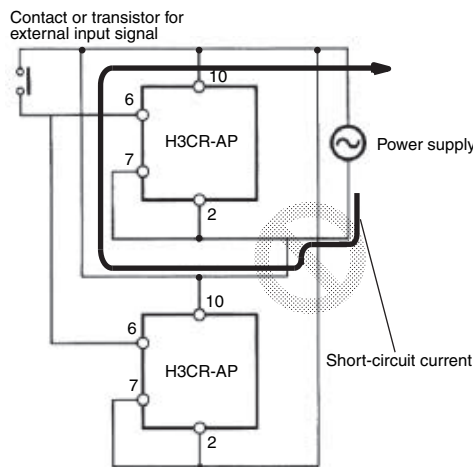 Contact or transistor for
external input signal
10
6
H3CR-AP
7
Power supply
2
10
6
H3CR-AP
Short-circuit current
7
2